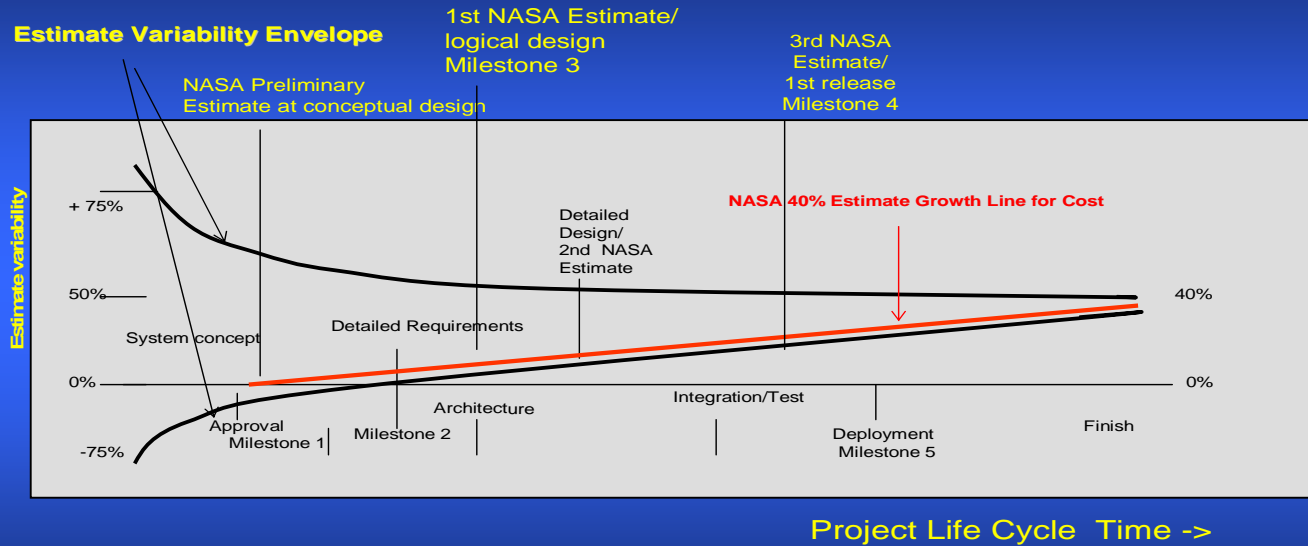 Estimate Variability Envelope
1st NASA Estimate/
logical design
Milestone 3
NASA Preliminary
Estimate at conceptual design
3rd NASA
Estimate/
1st release
Milestone 4
Estimate variability
+ 75%
50%
0%
-75%
System concept
Detailed Requirements
Detailed
Design/
2nd NASA
Estimate
NASA 40% Estimate Growth Line for Cost
40%
0%
Approval
Milestone 1
Milestone 2
Architecture
Integration/Test
Deployment
Milestone 5
Finish
Project Life Cycle Time ->